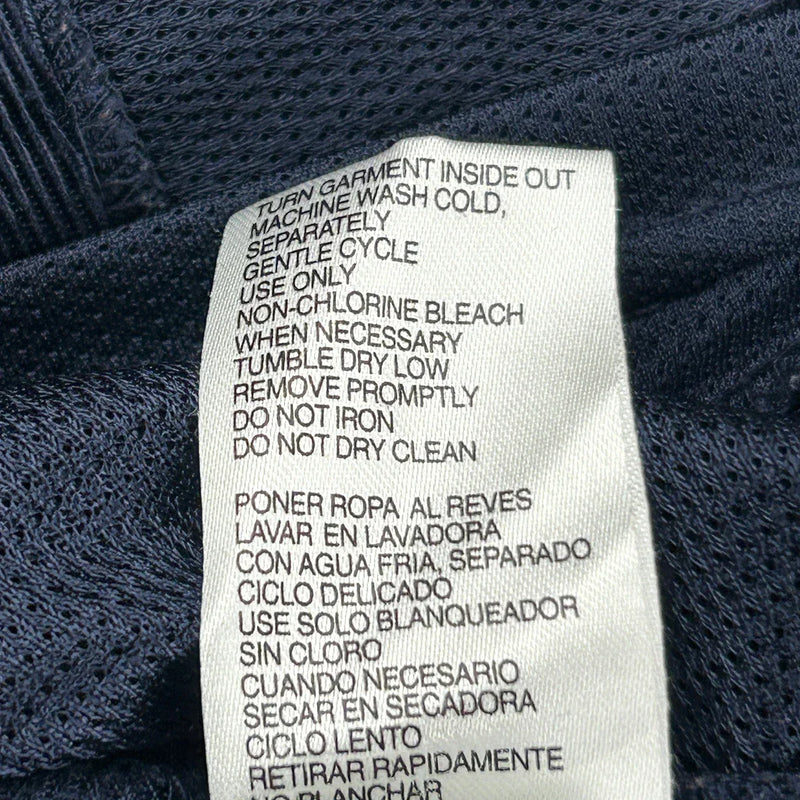 TURN GARMENT INSIDE OUT
MACHINE WASH COLD,
SEPARATELY
GENTLE CYCLE
USE ONLY
NON-CHLORINE BLEACH
WHEN NECESSARY
TUMBLE DRY LOW
REMOVE PROMPTLY
DO NOT IRON
DO NOT DRY CLEAN
PONER ROPA AL REVES
LAVAR EN LAVADORA
CON AGUA FRIA, SEPARADO
CICLO DELICADO
USE SOLO BLANQUEADOR
SIN CLORO
CUANDO NECESARIO
SECAR EN SECADORA
CICLO LENTO
RETIRAR RAPIDAMENTE
NO PLANCHAR